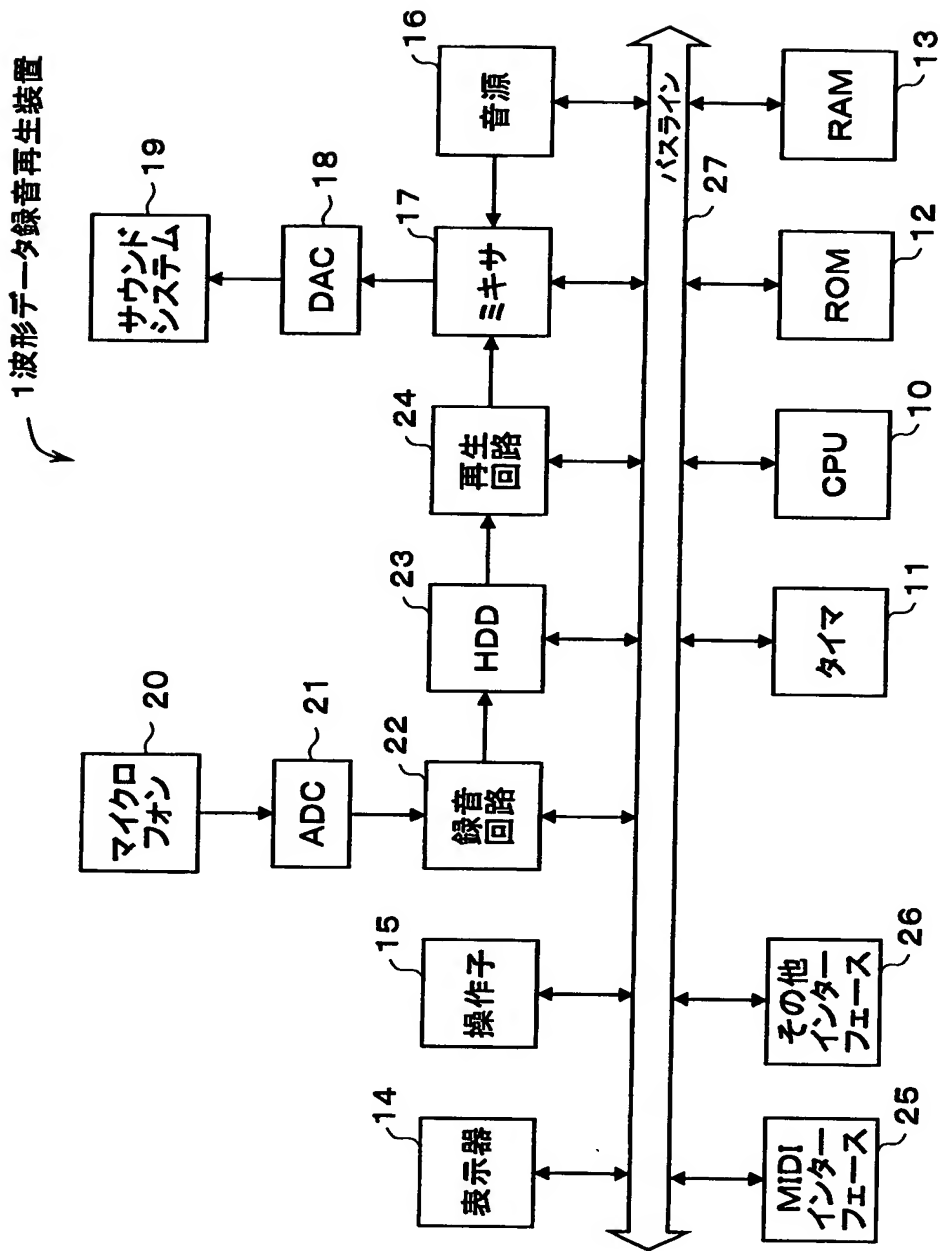 1波形データ録音再生装置
マイクロ
フォン
20
サウンド
システム
19
ADC
21
DAC
18
表示器
14
操作子
15
録音
回路
22
HDD
23
再生
回路
24
ミキサ
17
音源
16
バスライン
27
MIDI
インター
フェース
25
その他
インター
フェース
26
タイマ
11
CPU
10
ROM
12
RAM
13